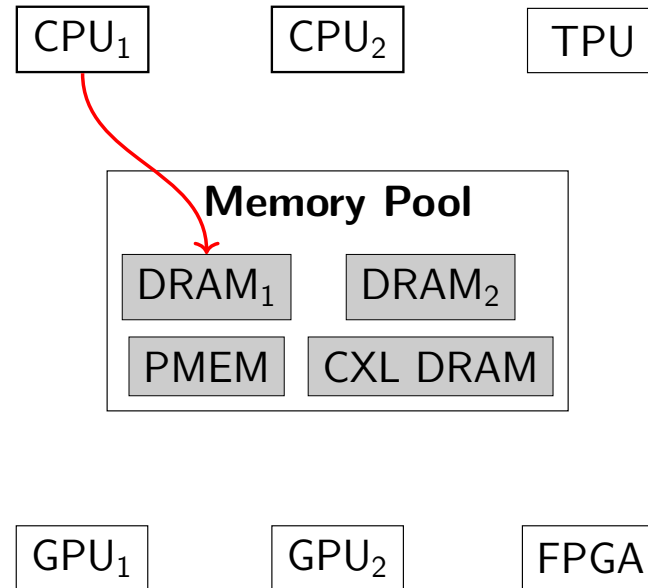 CPU₁ CPU₂ TPU
Memory Pool
DRAM₁ DRAM₂
PMEM CXL DRAM
GPU₁ GPU₂ FPGA